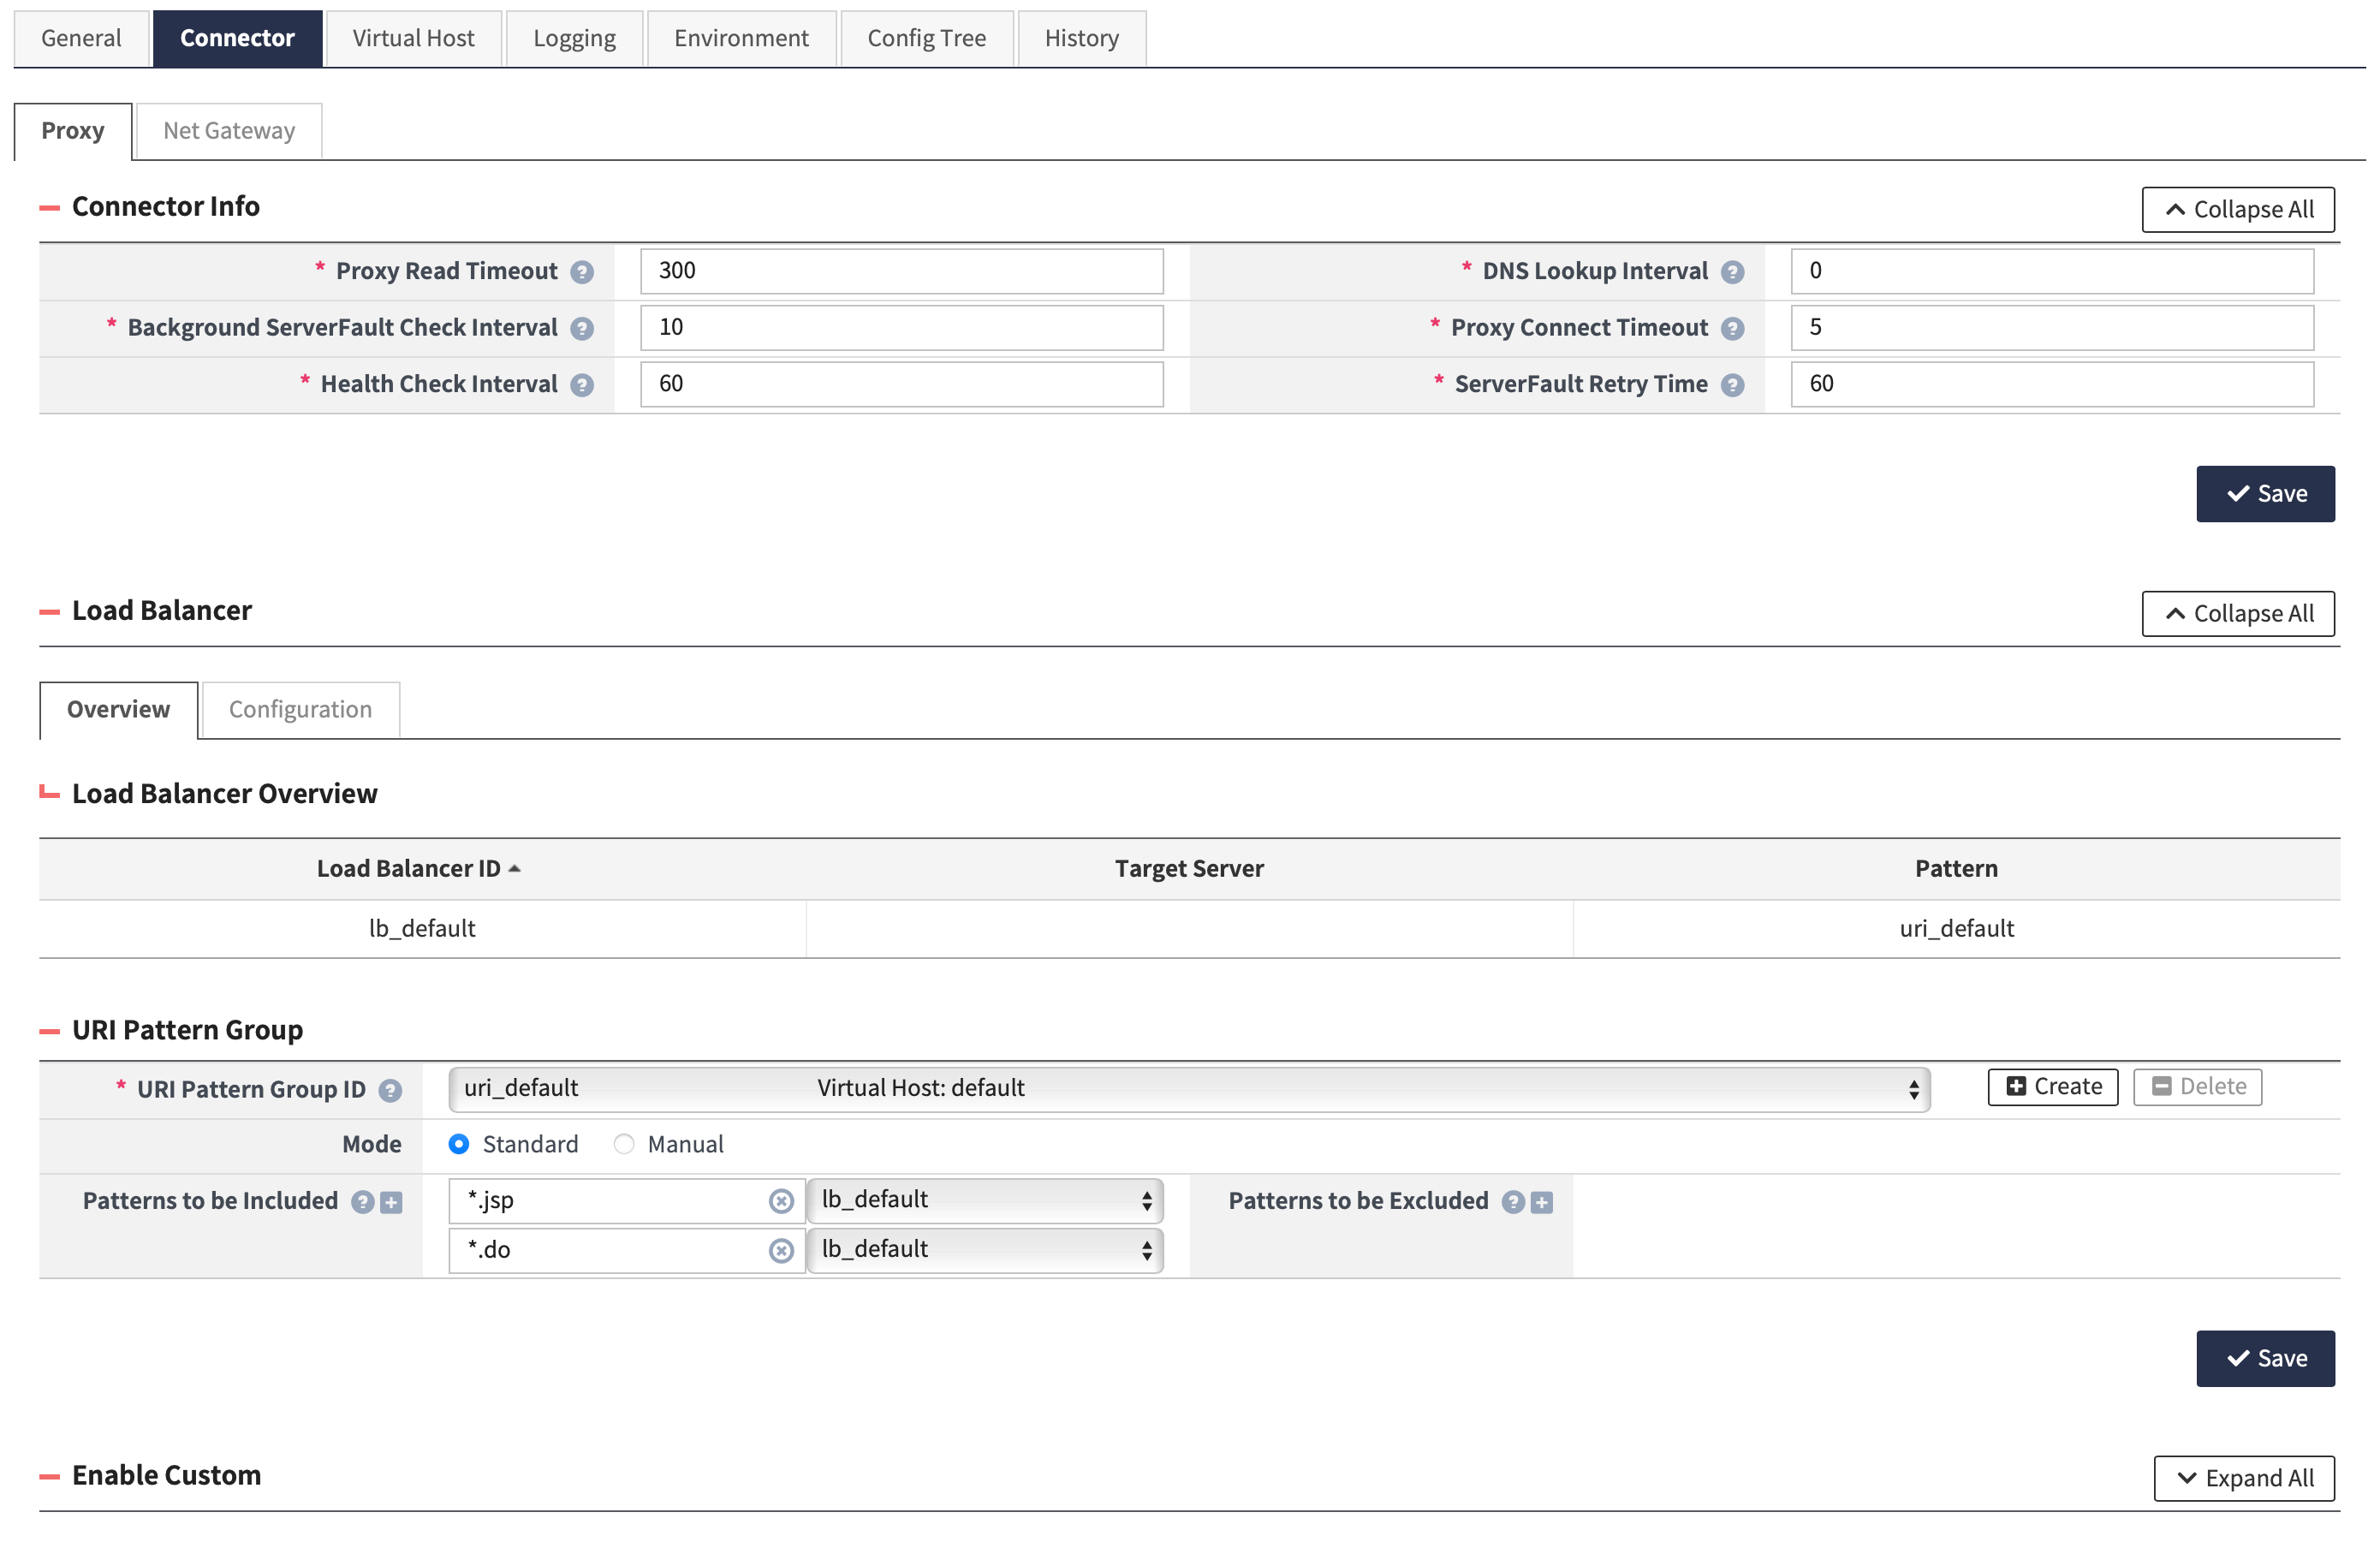 General Connector Virtual Host Logging Environment Config Tree History
Proxy Net Gateway
Connector Info Collapse All
* Proxy Read Timeout ? 300 * DNS Lookup Interval ? 0
* Background ServerFault Check Interval ? 10 * Proxy Connect Timeout ? 5
* Health Check Interval ? 60 * ServerFault Retry Time ? 60
Save
Load Balancer Collapse All
Overview Configuration
Load Balancer Overview
Load Balancer ID Target Server Pattern
lb_default uri_default
URI Pattern Group
* URI Pattern Group ID ? uri_default Virtual Host: default Create Delete
Mode Standard Manual
Patterns to be Included ? *.jsp lb_default Patterns to be Excluded ?
*.do lb_default
Save
Enable Custom Expand All